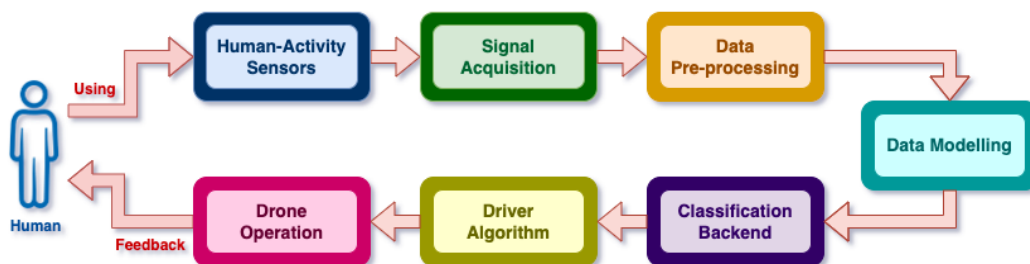 Human-Activity
Sensors
Signal
Acquisition
Data
Pre-processing
Using
Data Modelling
Human
Feedback
Drone
Operation
Driver
Algorithm
Classification
Backend